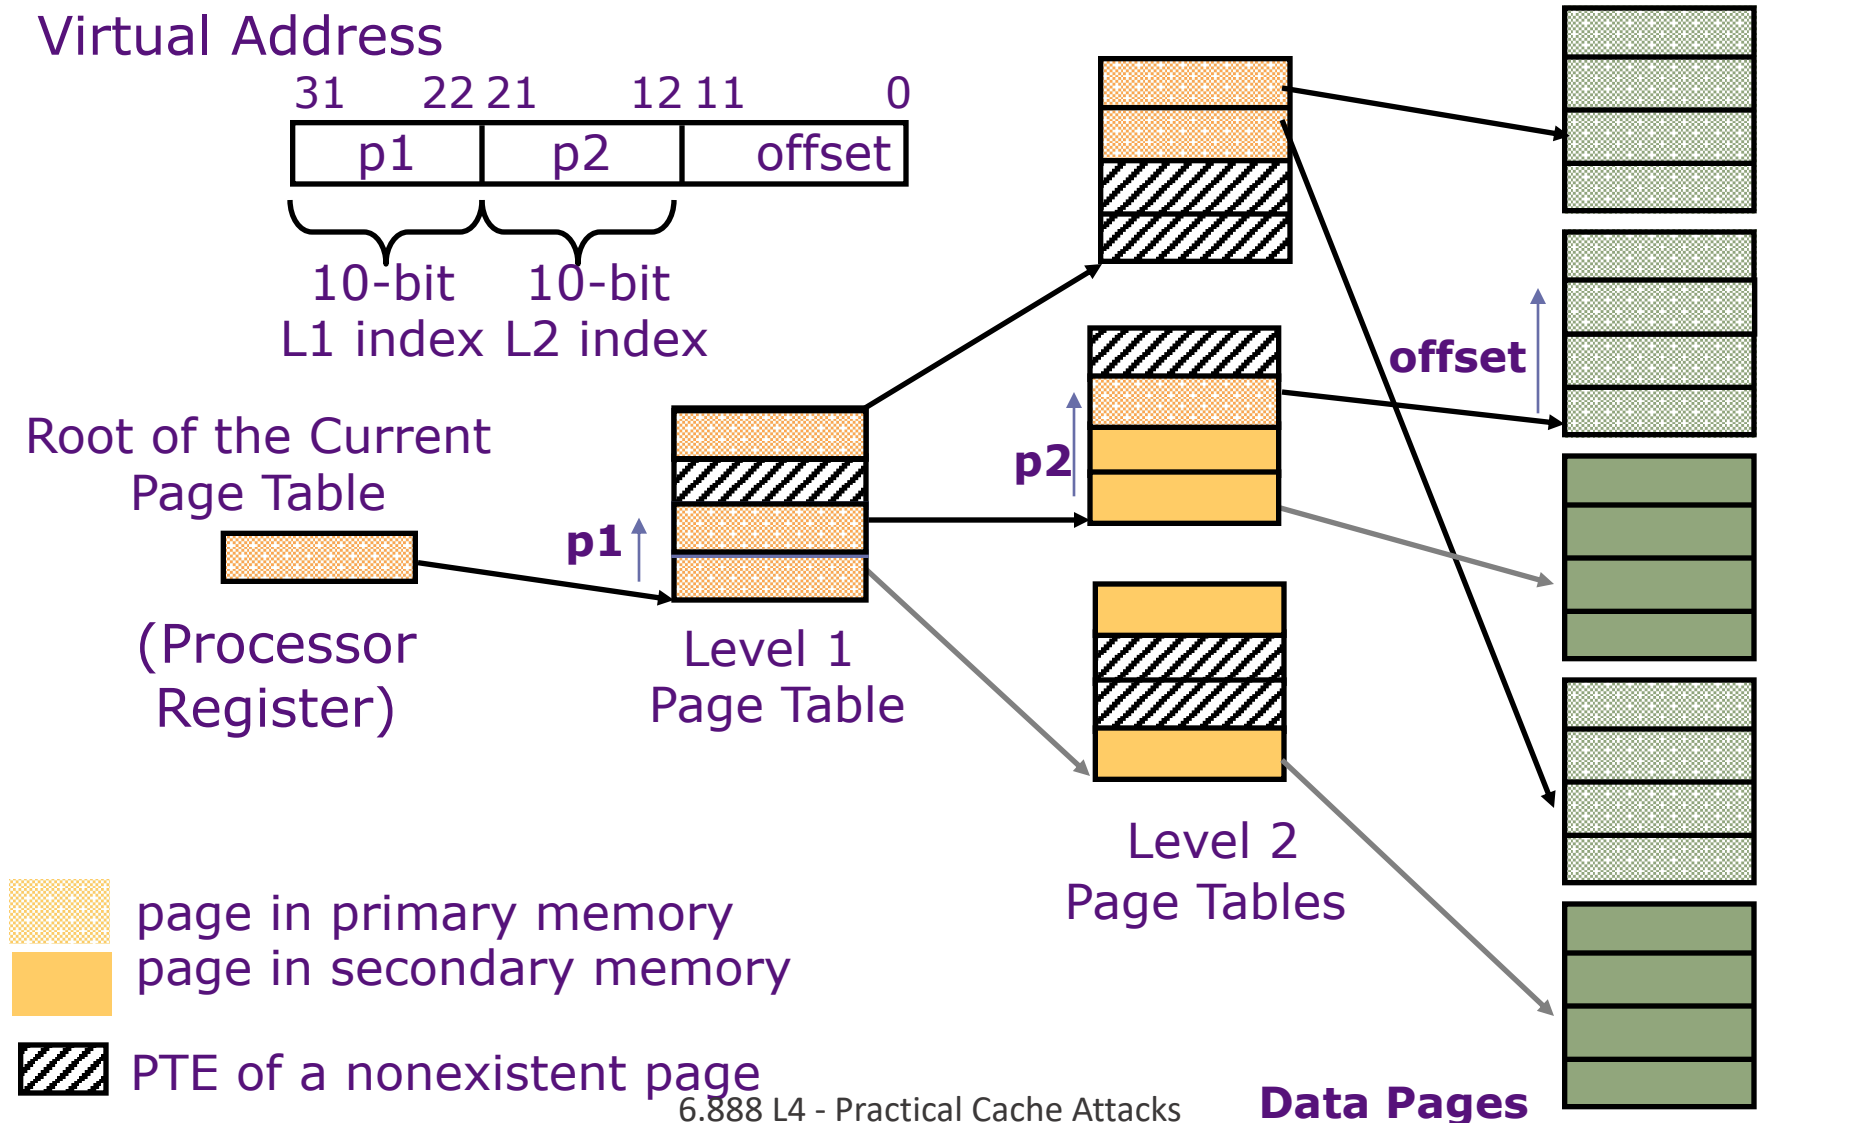 Virtual Address
31 22 21 12 11 0
p1 p2 offset
10-bit 10-bit
L1 index L2 index
Root of the Current
Page Table
(Processor
Register)
p1
Level 1
Page Table
p2
offset
Level 2
Page Tables
page in primary memory
page in secondary memory
PTE of a nonexistent page
6.888 L4 - Practical Cache Attacks
Data Pages